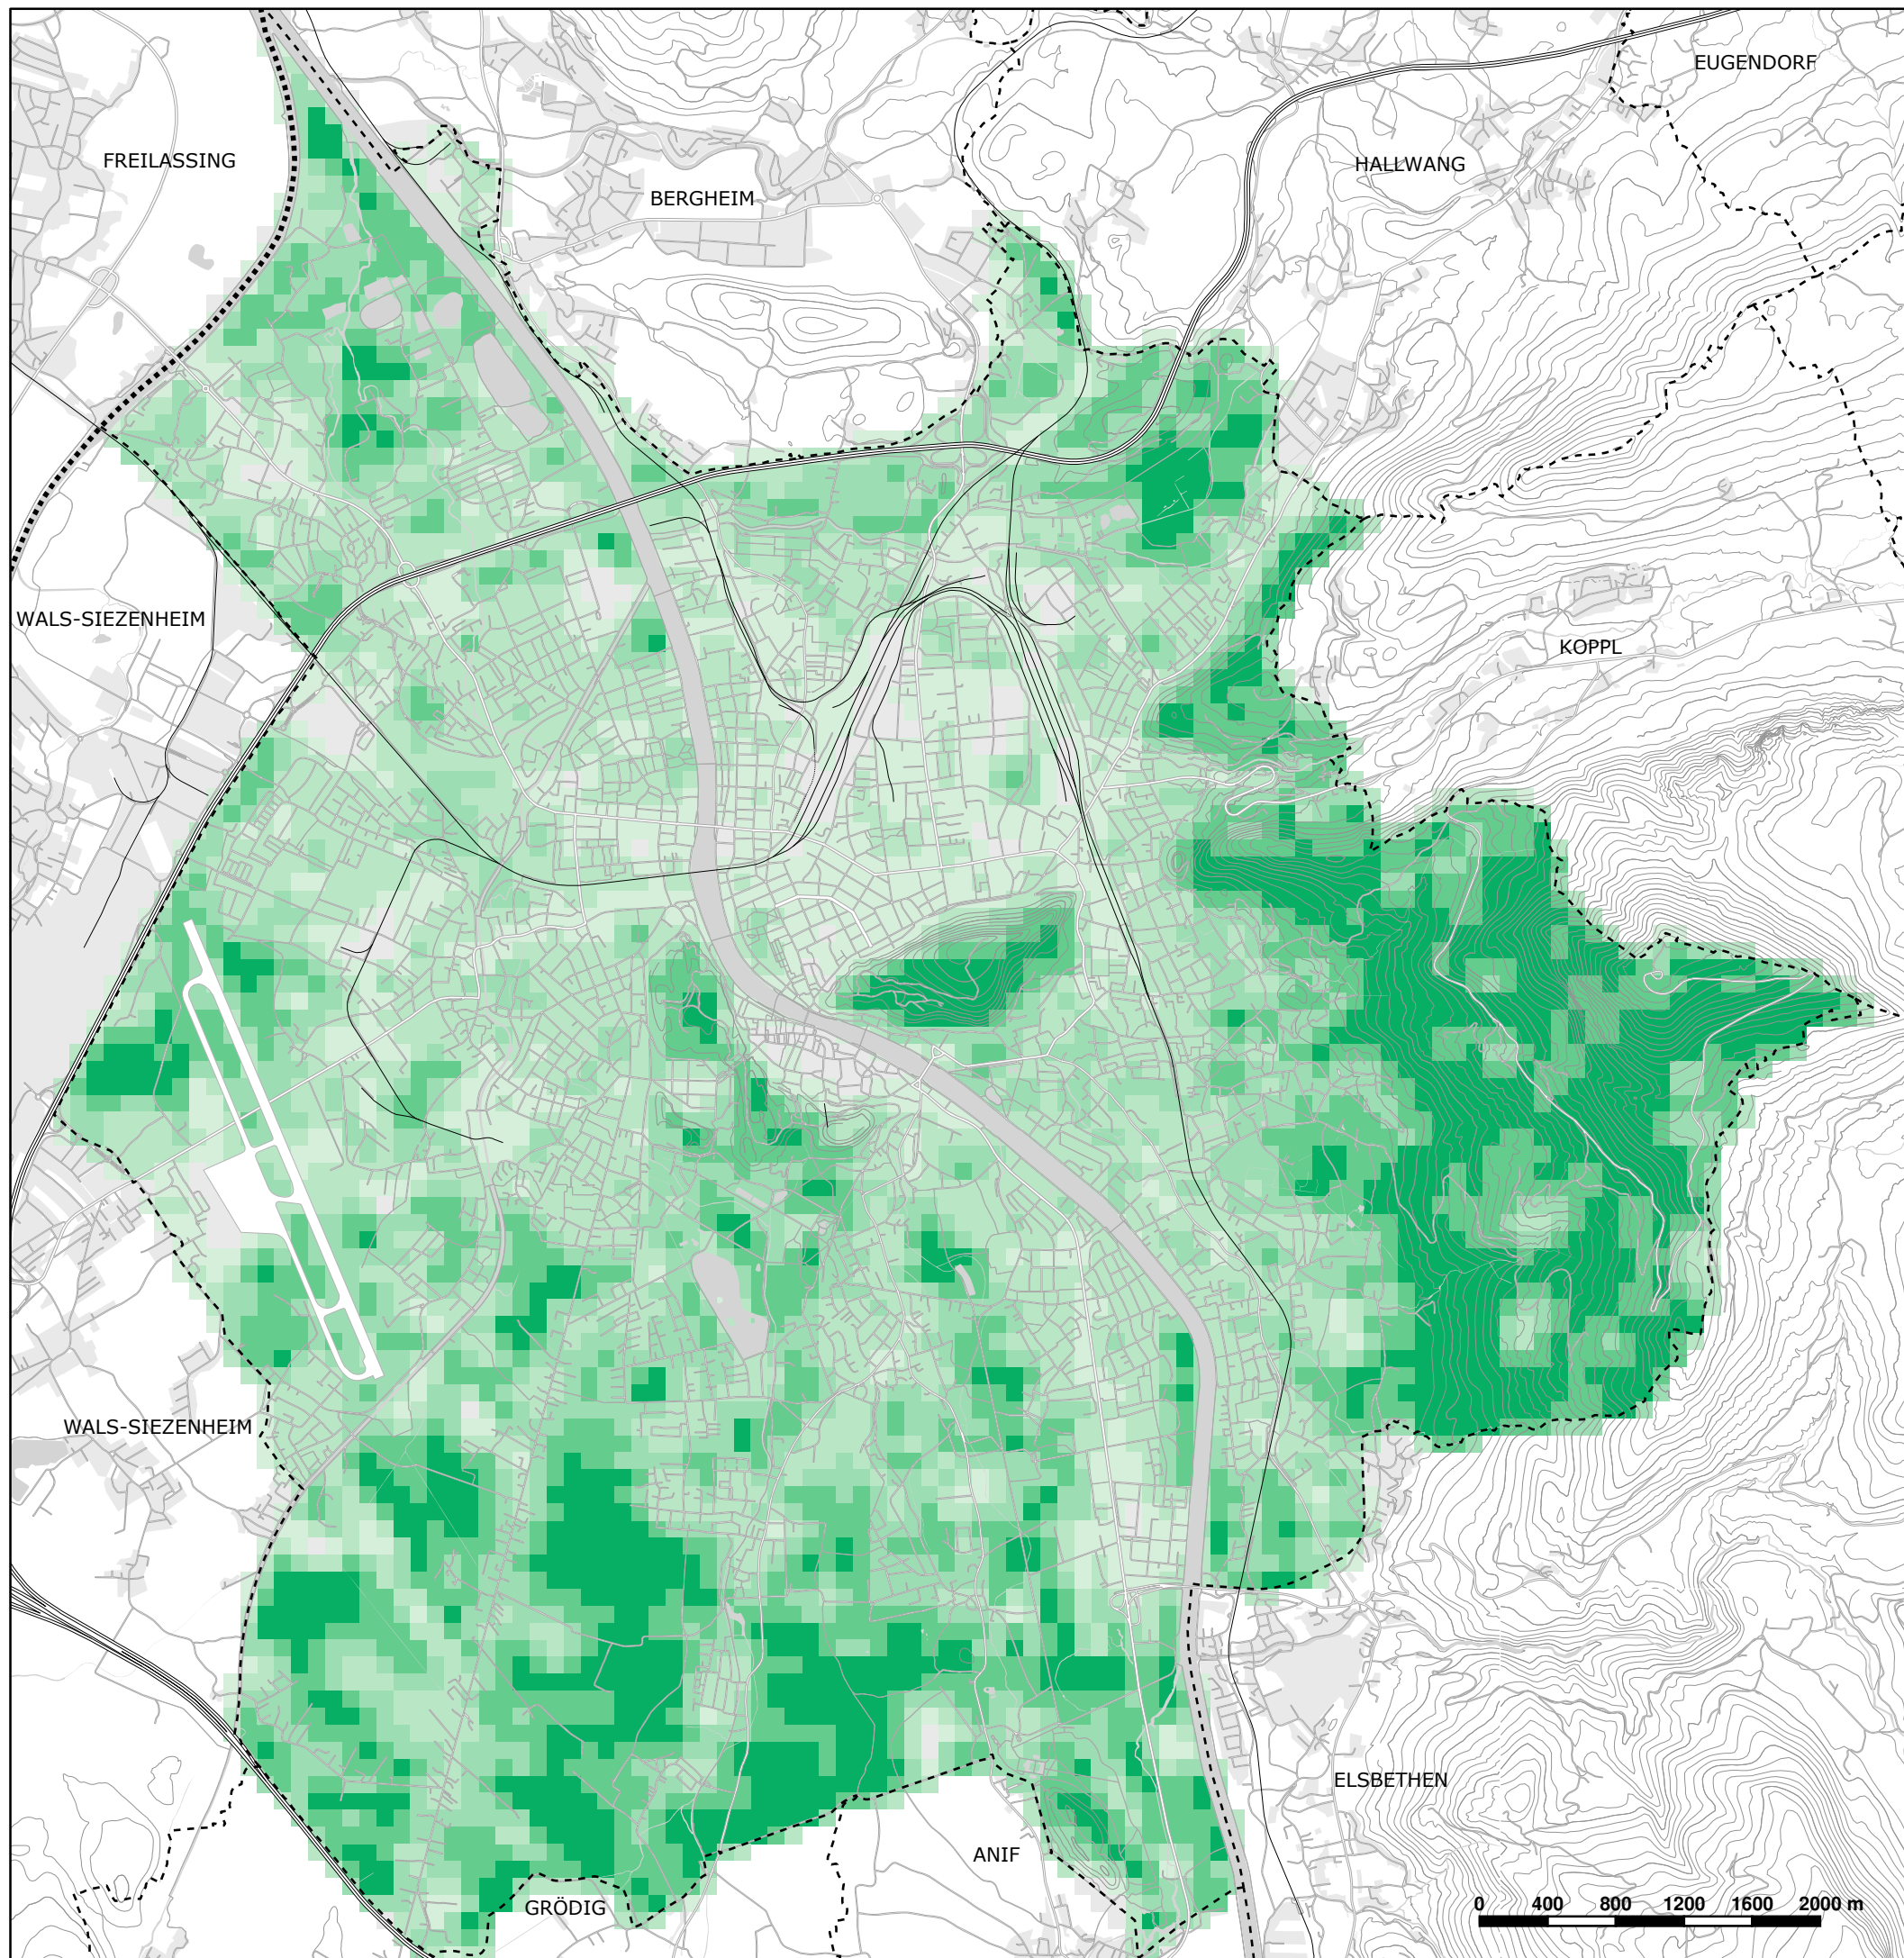 EUGENDORF
FREILASSING
HALLWANG
BERGHEIM
WALS-SIEZENHEIM
KOPPL
WALS-SIEZENHEIM
ELSBETHEN
ANIF
GRÖDIG
0 400 800 1200 1600 2000 m